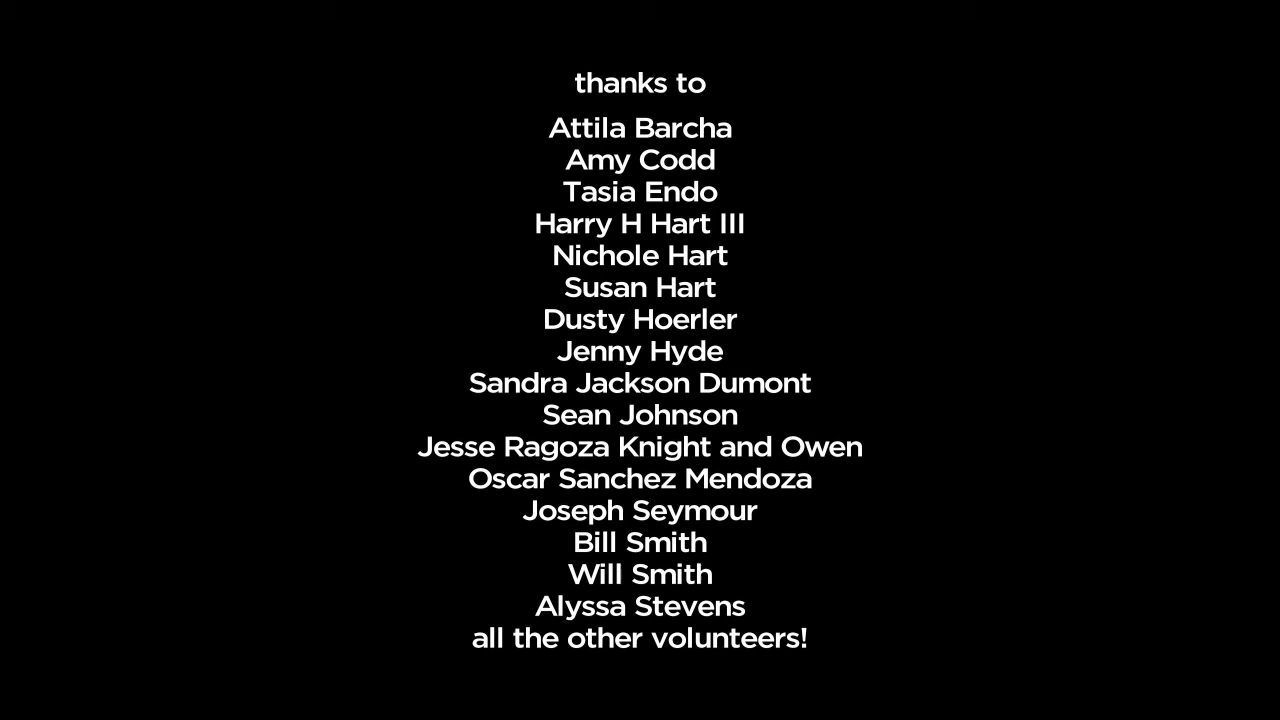 thanks to
Attila Barcha
Amy Codd
Tasia Endo
Harry H Hart III
Nichole Hart
Susan Hart
Dusty Hoerler
Jenny Hyde
Sandra Jackson Dumont
Sean Johnson
Jesse Ragoza Knight and Owen
Oscar Sanchez Mendoza
Joseph Seymour
Bill Smith
Will Smith
Alyssa Stevens
all the other volunteers!